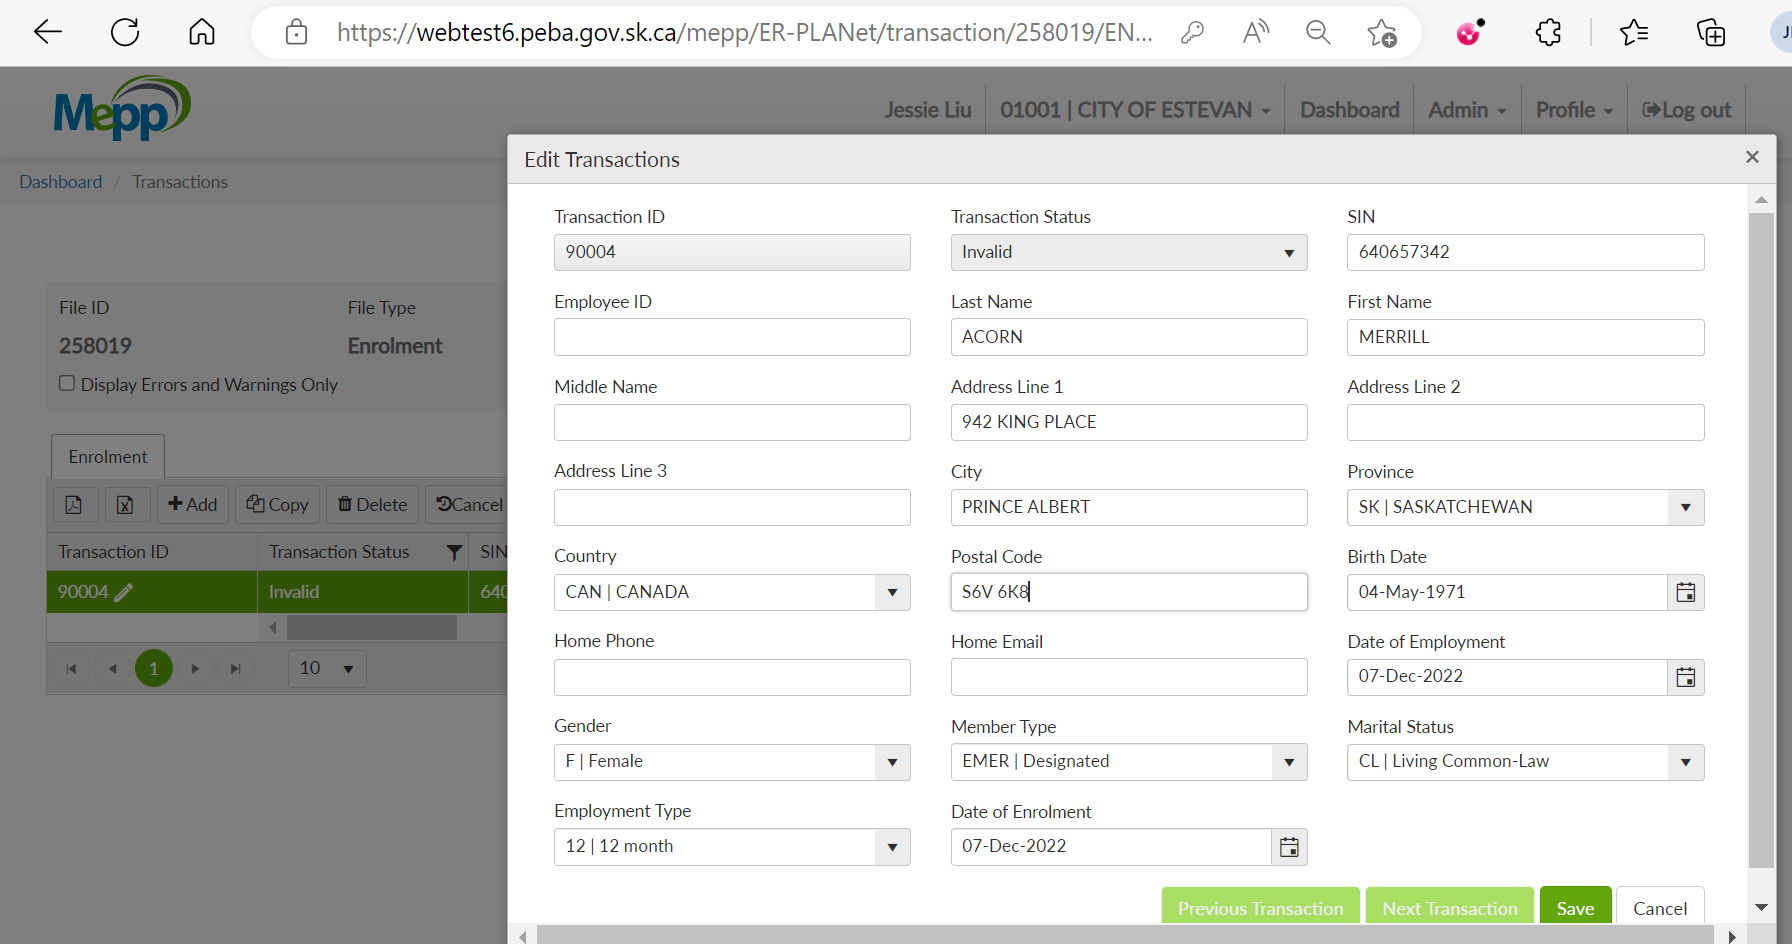 https://webtest6.peba.gov.sk.ca/mepp/ER-PLANet/transaction/258019/EN...
Mepp
Jessie Liu
01001 | CITY OF ESTEVAN
Dashboard
Admin
Profile
Log out
Dashboard / Transactions
File ID
File Type
258019
Enrolment
Display Errors and Warnings Only
Enrolment
Add
Copy
Delete
Cancel
Transaction ID
Transaction Status
SIN
90004
Invalid
640
1
10
Edit Transactions
Transaction ID
Transaction Status
SIN
90004
Invalid
640657342
Employee ID
Last Name
First Name
ACORN
MERRILL
Middle Name
Address Line 1
Address Line 2
942 KING PLACE
Address Line 3
City
Province
PRINCE ALBERT
SK | SASKATCHEWAN
Country
Postal Code
Birth Date
CAN | CANADA
S6V 6K8
04-May-1971
Home Phone
Home Email
Date of Employment
07-Dec-2022
Gender
Member Type
Marital Status
F | Female
EMER | Designated
CL | Living Common-Law
Employment Type
Date of Enrolment
12 | 12 month
07-Dec-2022
Previous Transaction
Next Transaction
Save
Cancel